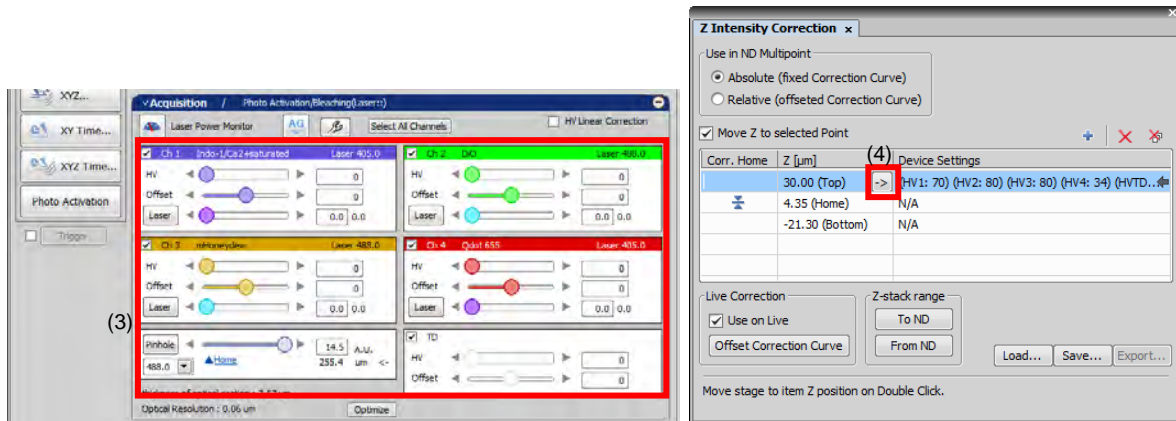 XYZ...
XY Time...
XYZ Time...
Photo Activation
Trigger
Acquisition / Photo Activation/Bleaching(Laser::)
Laser Power Monitor AG Select All Channels HV Linear Correction
Ch 1 Indo-1/Ca2+saturated Laser 405.0
HV 0
Offset 0
Laser 0.0 0.0
Ch 2 DiO Laser 488.0
HV 0
Offset 0
Laser 0.0 0.0
Ch 3 mHoneydew Laser 488.0
HV 0
Offset 0
Laser 0.0 0.0
Ch 4 Qdot 655 Laser 405.0
HV 0
Offset 0
Laser 0.0 0.0
(3)
Pinhole 14.5 A.U.
488.0 Home 255.4 um <-
TD
HV 0
Offset 0
Optical Resolution : 0.06 um Optimize
Z Intensity Correction x
Use in ND Multipoint
Absolute (fixed Correction Curve)
Relative (offseted Correction Curve)
Move Z to selected Point
(4)
Corr. Home Z [µm] Device Settings
30.00 (Top) -> (HV1: 70) (HV2: 80) (HV3: 80) (HV4: 34) (HVTD...
4.35 (Home) N/A
-21.30 (Bottom) N/A
Live Correction
Use on Live
Offset Correction Curve
Z-stack range
To ND
From ND
Load... Save... Export...
Move stage to item Z position on Double Click.